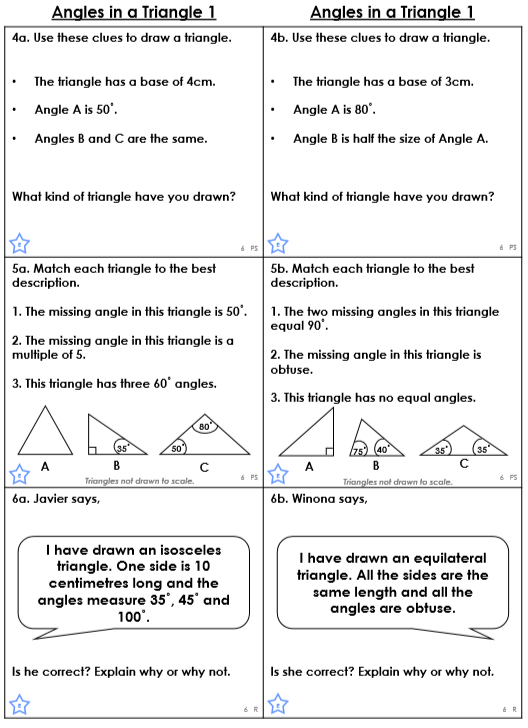 Angles in a Triangle 1
4a. Use these clues to draw a triangle.
• The triangle has a base of 4cm.
• Angle A is 50°.
• Angles B and C are the same.
What kind of triangle have you drawn?
6 PS
5a. Match each triangle to the best
description.
1. The missing angle in this triangle is 50°.
2. The missing angle in this triangle is a
multiple of 5.
3. This triangle has three 60° angles.
80°
35° 50°
A B C
Triangles not drawn to scale.
6 PS
6a. Javier says,
I have drawn an isosceles
triangle. One side is 10
centimetres long and the
angles measure 35°, 45° and
100°.
Is he correct? Explain why or why not.
6 R
Angles in a Triangle 1
4b. Use these clues to draw a triangle.
• The triangle has a base of 3cm.
• Angle A is 80°.
• Angle B is half the size of Angle A.
What kind of triangle have you drawn?
6 PS
5b. Match each triangle to the best
description.
1. The two missing angles in this triangle
equal 90°.
2. The missing angle in this triangle is
obtuse.
3. This triangle has no equal angles.
75° 40° 35° 35°
A B C
Triangles not drawn to scale.
6 PS
6b. Winona says,
I have drawn an equilateral
triangle. All the sides are the
same length and all the
angles are obtuse.
Is she correct? Explain why or why not.
6 R